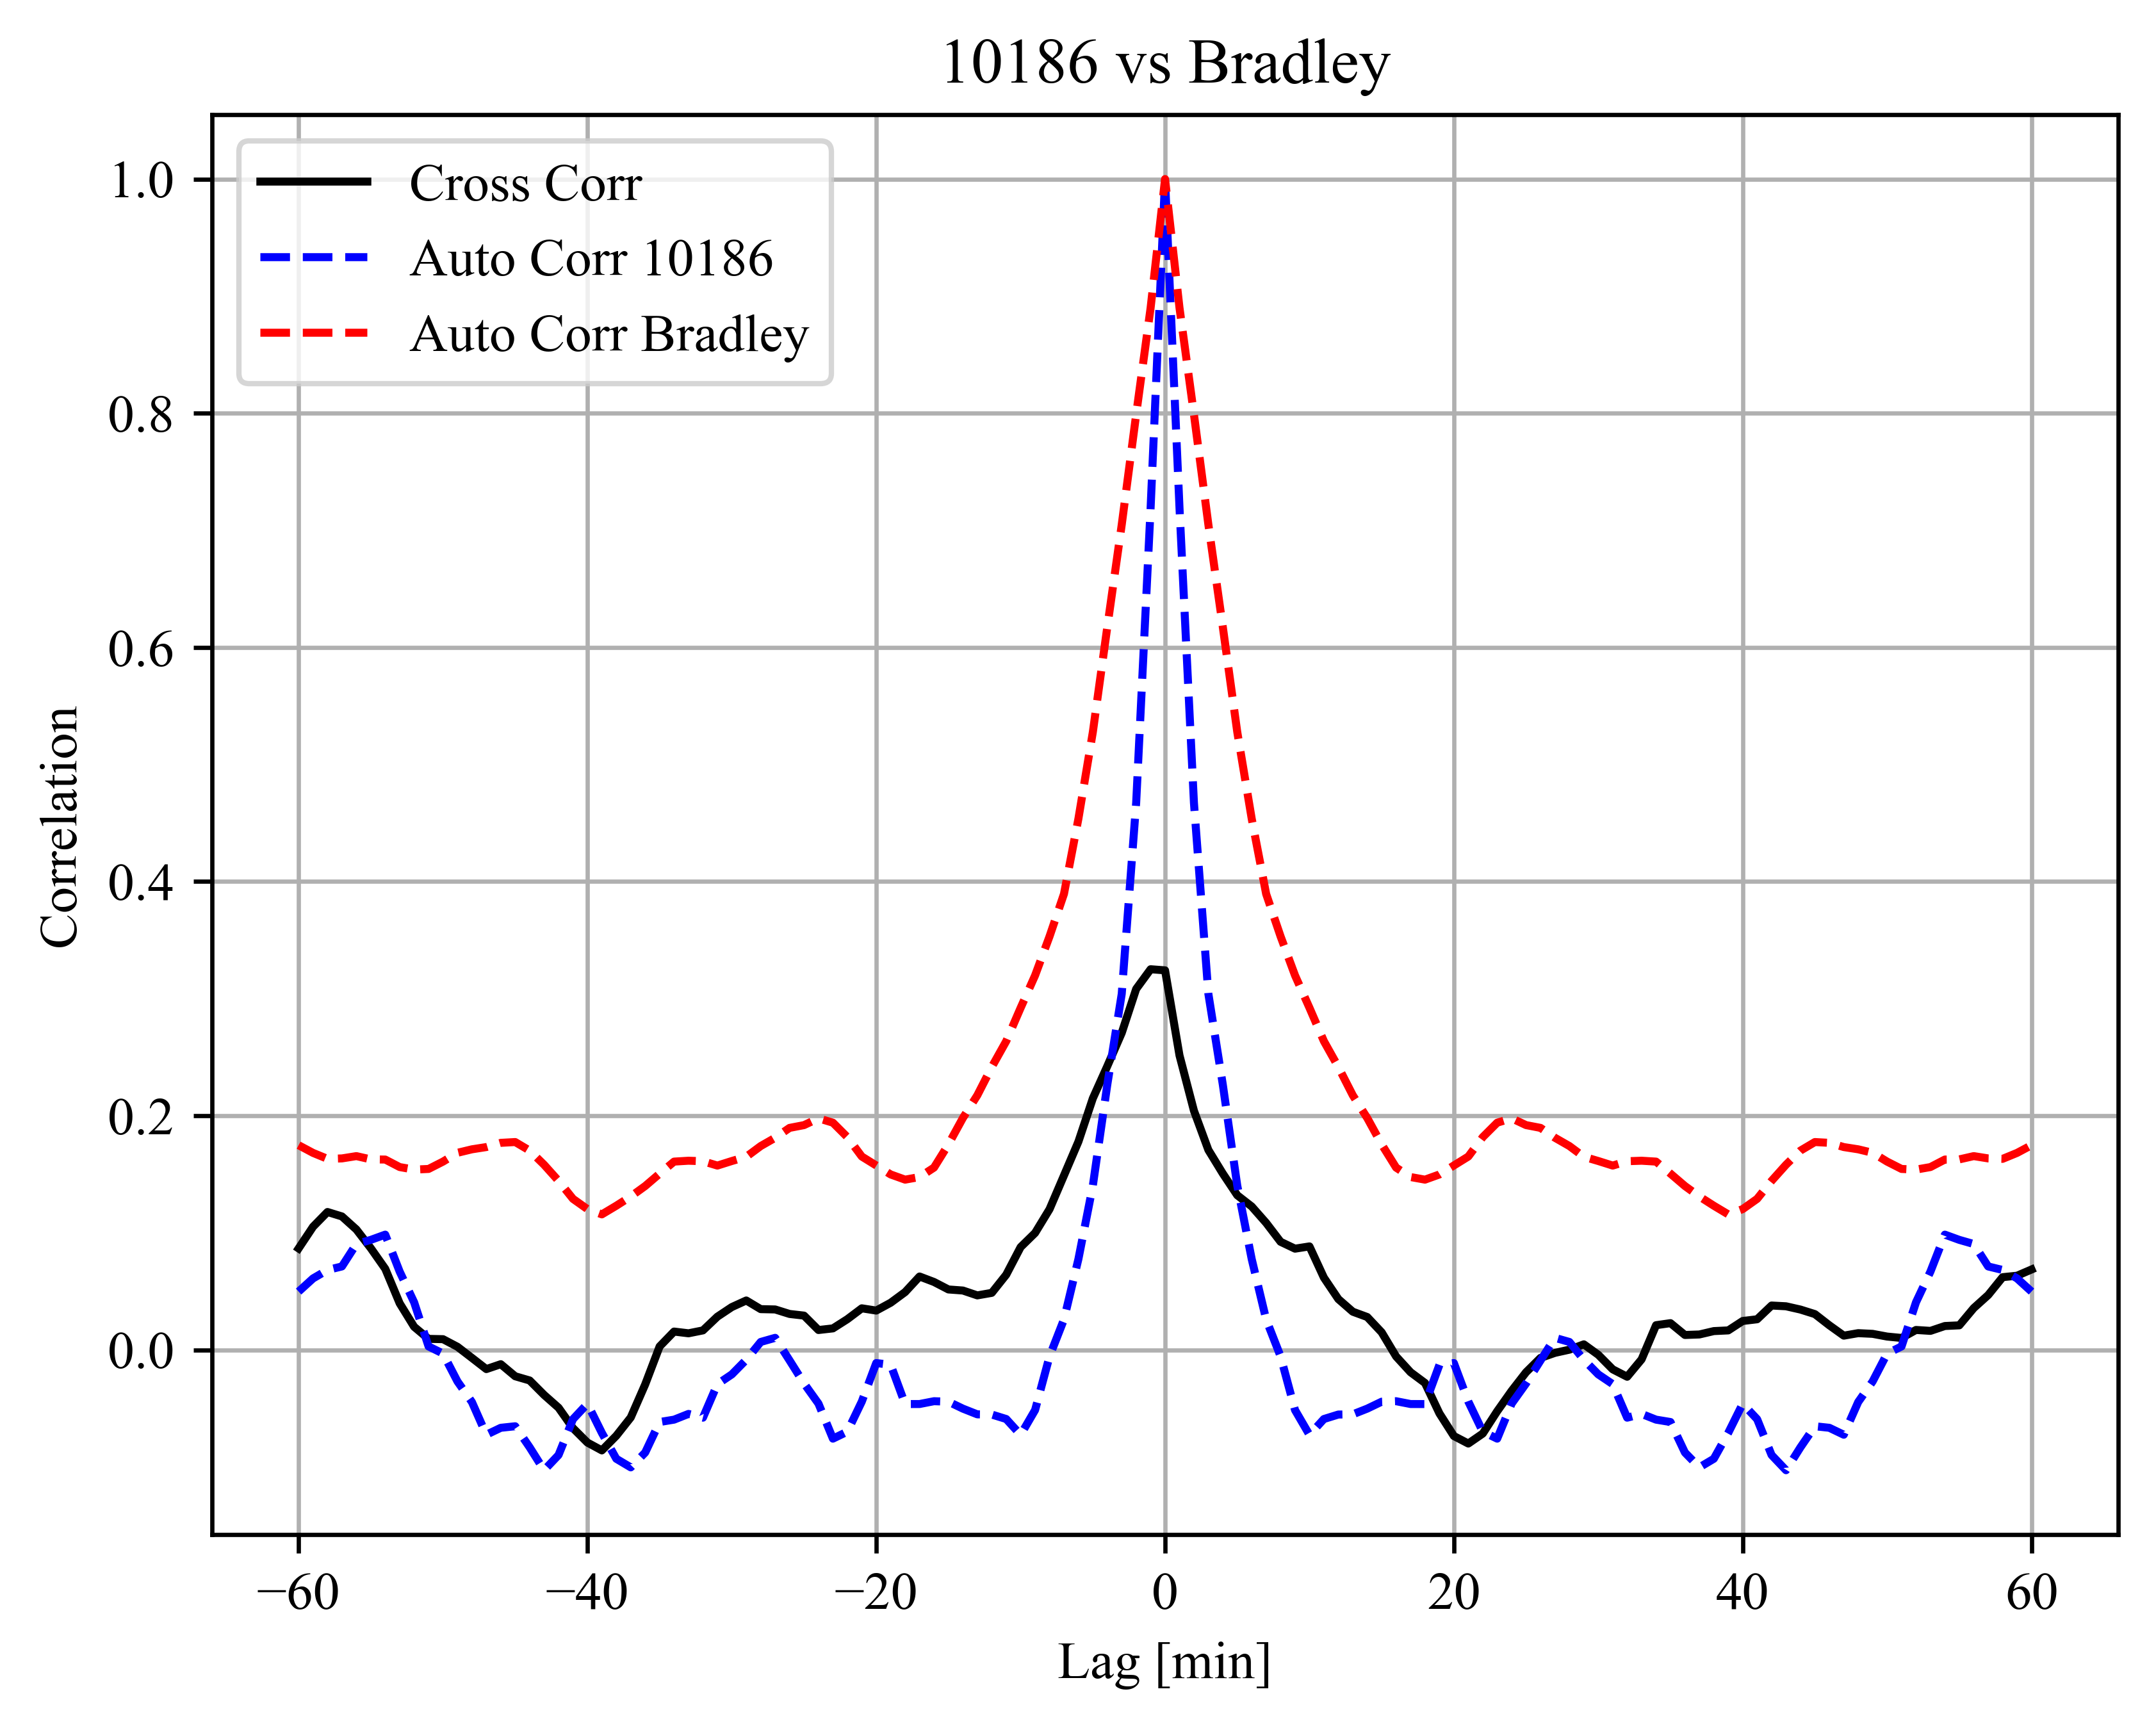 10186 vs Bradley
Cross Corr
Auto Corr 10186
Auto Corr Bradley
1.0
0.8
0.6
0.4
0.2
0.0
Correlation
−60 −40 −20 0 20 40 60
Lag [min]